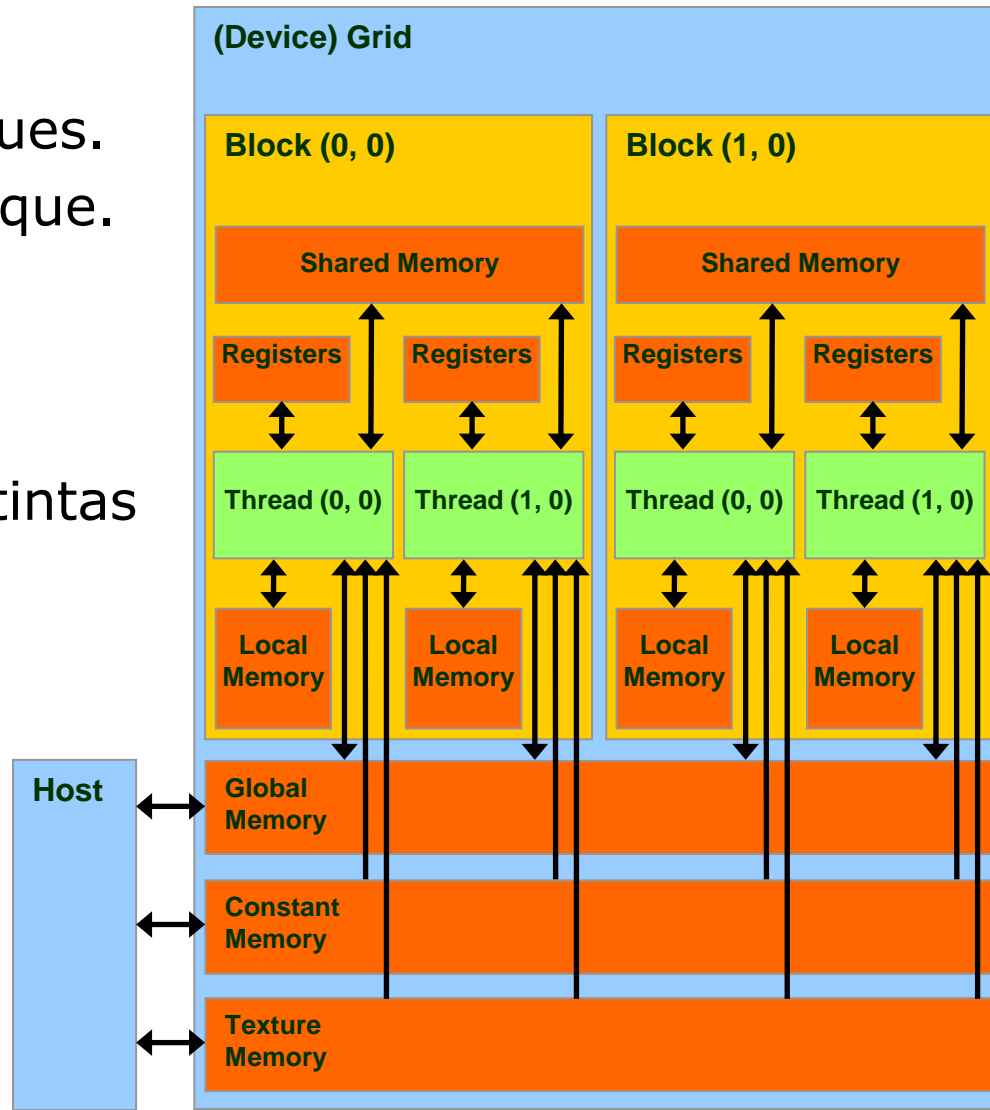 ues.
que.
tintas
(Device) Grid
Block (0, 0)
Shared Memory
Registers
Registers
Thread (0, 0)
Thread (1, 0)
Local
Memory
Local
Memory
Block (1, 0)
Shared Memory
Registers
Registers
Thread (0, 0)
Thread (1, 0)
Local
Memory
Local
Memory
Host
Global
Memory
Constant
Memory
Texture
Memory